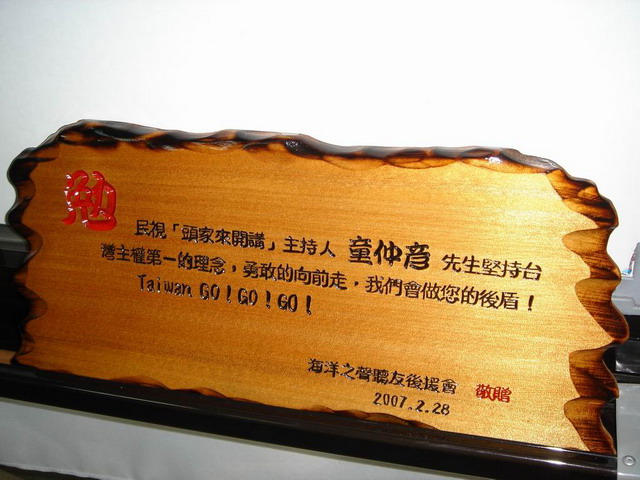 勉
民視「頭家來開講」主持人 童仲彥 先生堅持台
灣主權第一的理念，勇敢的向前走，我們會做您的後盾！
Taiwan GO！GO！GO！
海洋之聲聽友後援會 敬贈
2007.2.28